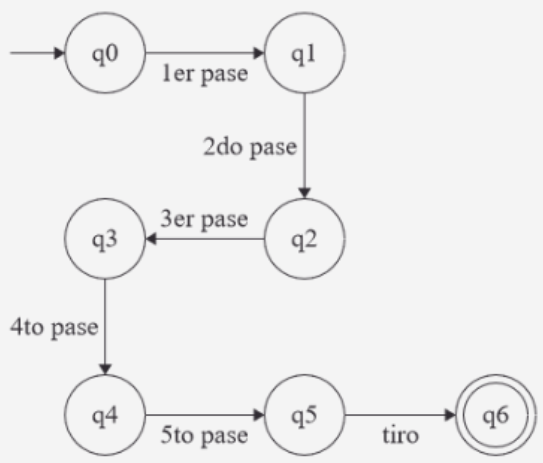 q0
1er pase
q1
2do pase
q3
3er pase
q2
4to pase
q4
5to pase
q5
tiro
q6